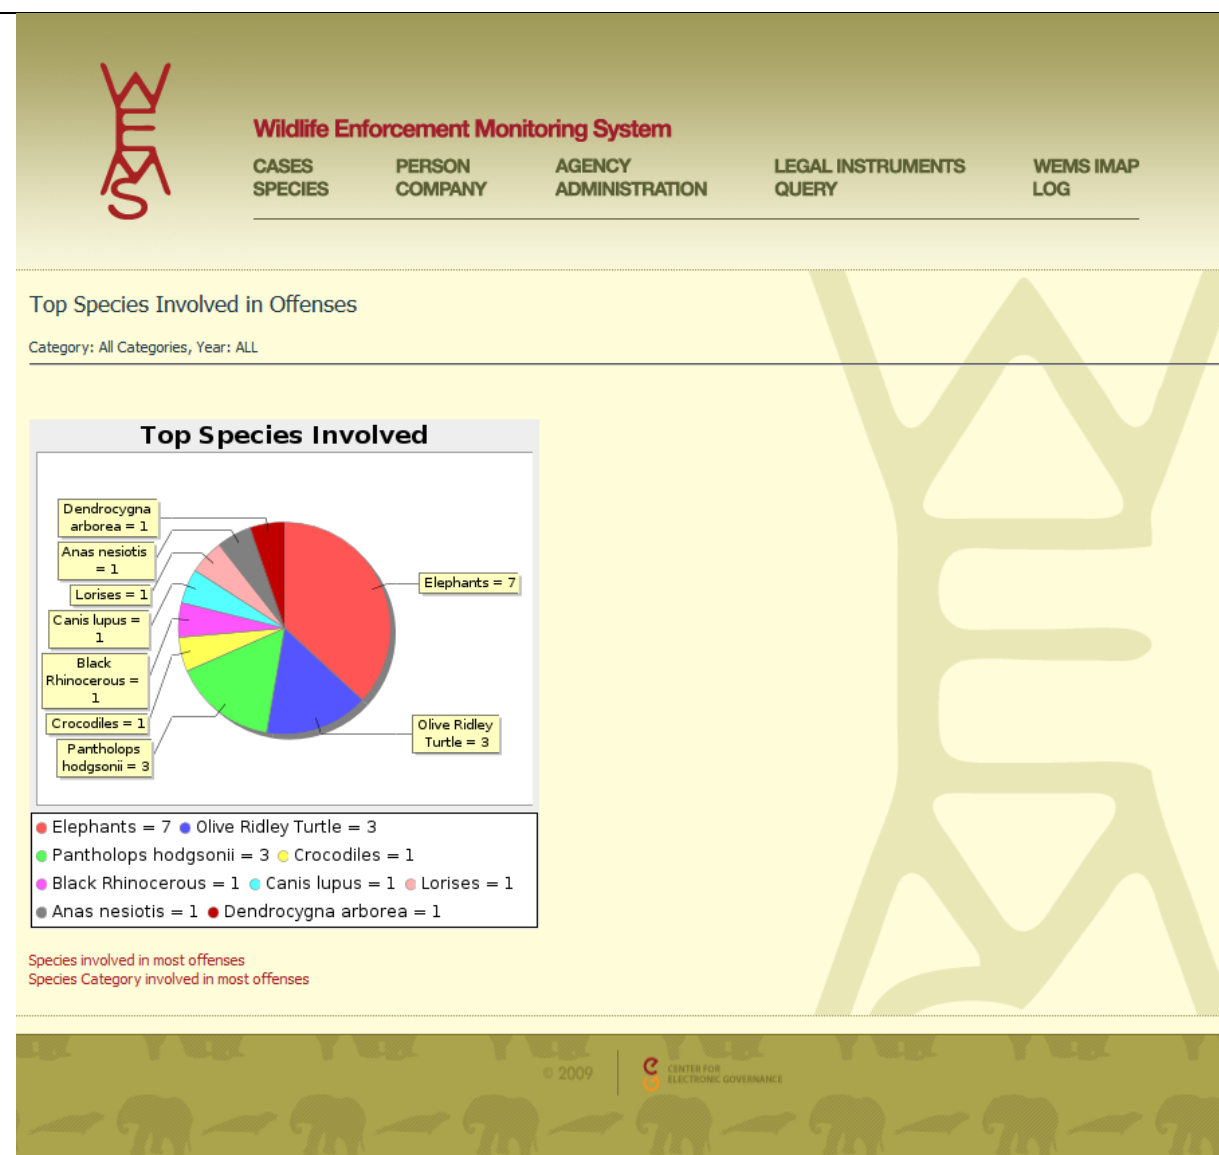 WEMS
Wildlife Enforcement Monitoring System
CASES PERSON AGENCY LEGAL INSTRUMENTS WEMS IMAP
SPECIES COMPANY ADMINISTRATION QUERY LOG
Top Species Involved in Offenses
Category: All Categories, Year: ALL
Top Species Involved
Dendrocygna
arborea = 1
Anas nesiotis
= 1
Lorises = 1
Canis lupus =
1
Black
Rhinocerous =
1
Crocodiles = 1
Pantholops
hodgsonii = 3
Elephants = 7
Olive Ridley
Turtle = 3
Elephants = 7 Olive Ridley Turtle = 3
Pantholops hodgsonii = 3 Crocodiles = 1
Black Rhinocerous = 1 Canis lupus = 1 Lorises = 1
Anas nesiotis = 1 Dendrocygna arborea = 1
Species involved in most offenses
Species Category involved in most offenses
© 2009
CENTER FOR
ELECTRONIC GOVERNANCE